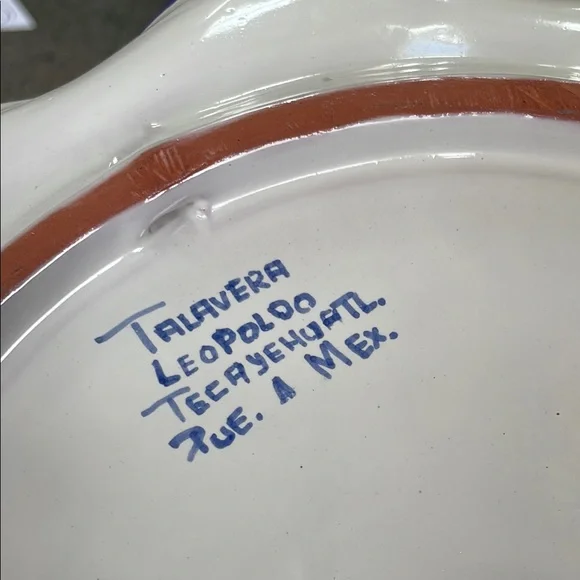 TALAVERA
LEOPOLDO
TECAYEHUATL.
PUE. A MEX.